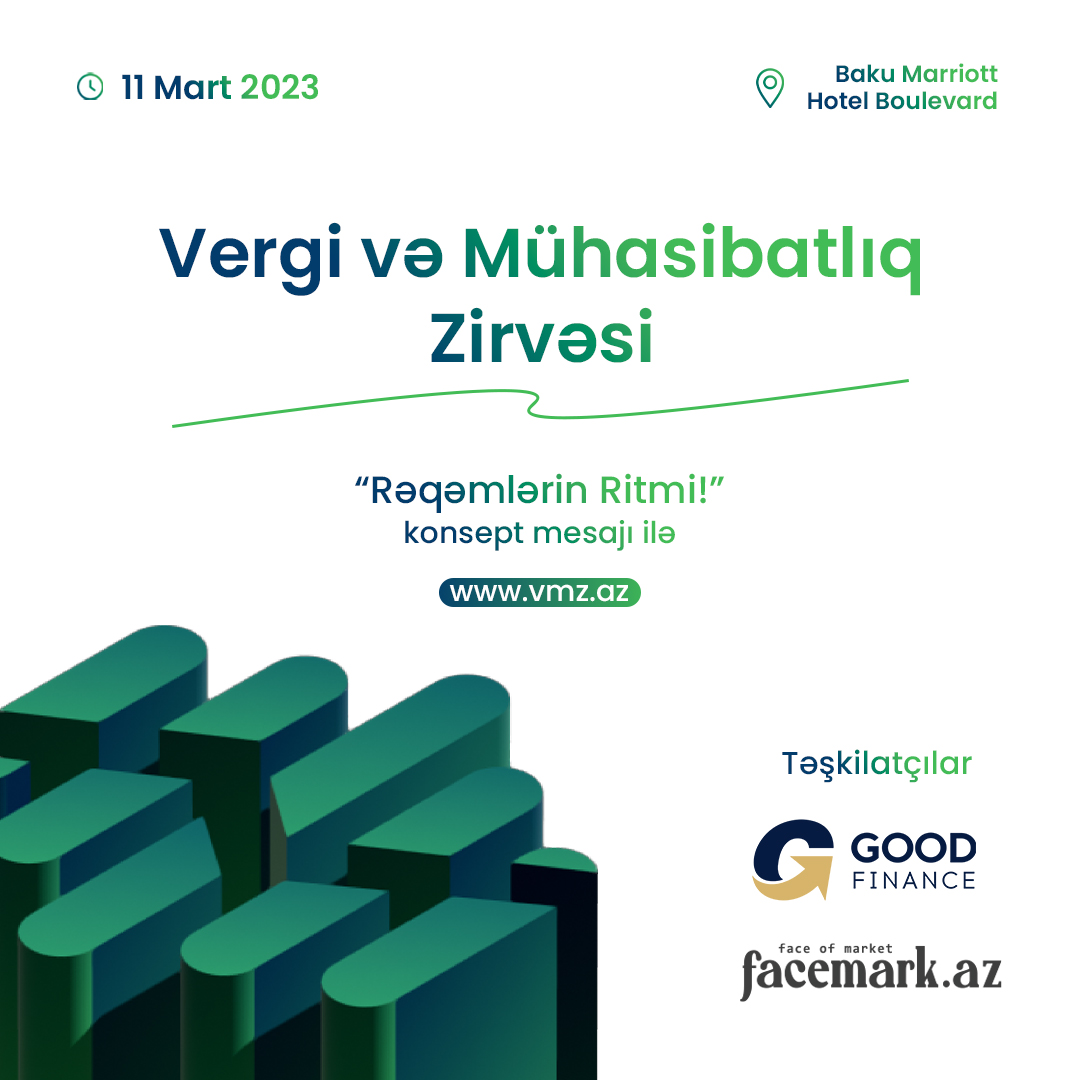 11 Mart 2023
Baku Marriott
Hotel Boulevard
Vergi və Mühasibatlıq
Zirvəsi
“Rəqəmlərin Ritmi!”
konsept mesajı ilə
www.vmz.az
Təşkilatçılar
GOOD
FINANCE
face of market
facemark.az